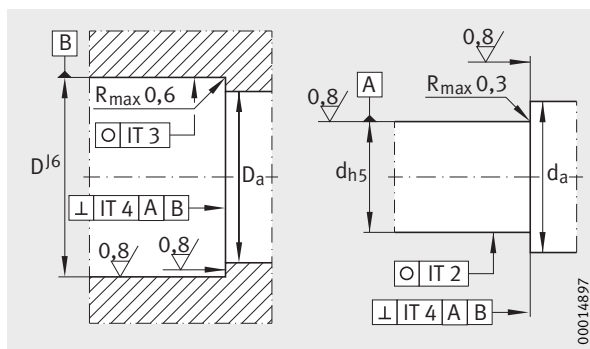 B
R max 0,6
○ IT 3
D J6
D a
⊥ IT 4 A B
0,8
0,8
0,8
0,8
A
R max 0,3
d h5
d a
○ IT 2
⊥ IT 4 A B
00014897